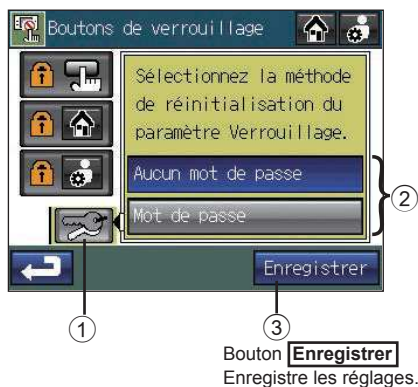 Boutons de verrouillage
Sélectionnez la méthode
de réinitialisation du
paramètre Verrouillage.
Aucun mot de passe
Mot de passe
2
Enregistrer
1
3
Bouton Enregistrer
Enregistre les réglages.